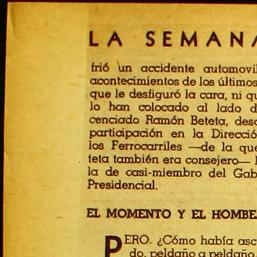 LA SEMANA
frió un accidente automovil
acontecimientos de los últimos
que le desfiguró la cara, ni qu
lo han colocado al lado d
cenciado Ramón Beteta, desc
participación en la Direcció
los Ferrocarriles —de la que
teta también era consejero— l
la de casi-miembro del Gab
Presidencial.
EL MOMENTO Y EL HOMBE
PERO. ¿Cómo había asc
do, peldaño a peldaño